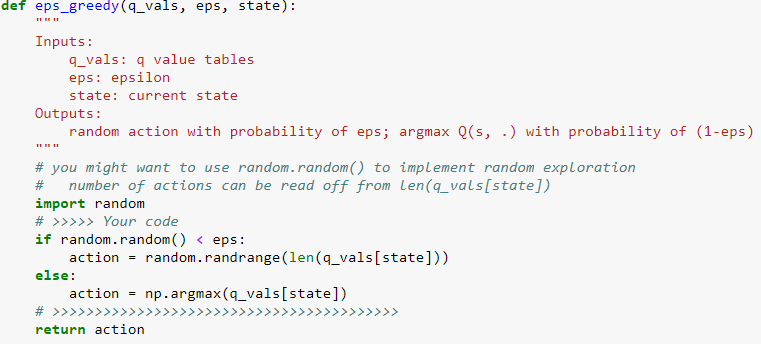 def eps_greedy(q_vals, eps, state):
    """
    Inputs:
        q_vals: q value tables
        eps: epsilon
        state: current state
    Outputs:
        random action with probability of eps; argmax Q(s, .) with probability of (1-eps)
    """
    # you might want to use random.random() to implement random exploration
    #   number of actions can be read off from len(q_vals[state])
    import random
    # >>>>> Your code
    if random.random() < eps:
        action = random.randrange(len(q_vals[state]))
    else:
        action = np.argmax(q_vals[state])
    # >>>>>>>>>>>>>>>>>>>>>>>>>>>>>>>>>>>>>>>>>
    return action